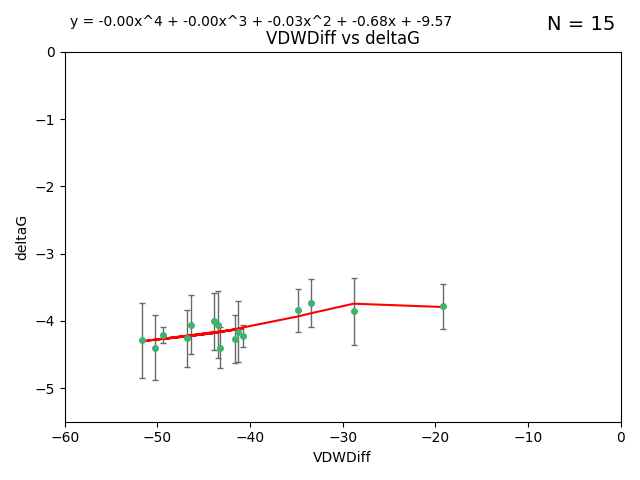 y = -0.00x^4 + -0.00x^3 + -0.03x^2 + -0.68x + -9.57
N = 15
VDWDiff vs deltaG
0
−1
−2
−3
−4
−5
deltaG
−60 −50 −40 −30 −20 −10 0
VDWDiff